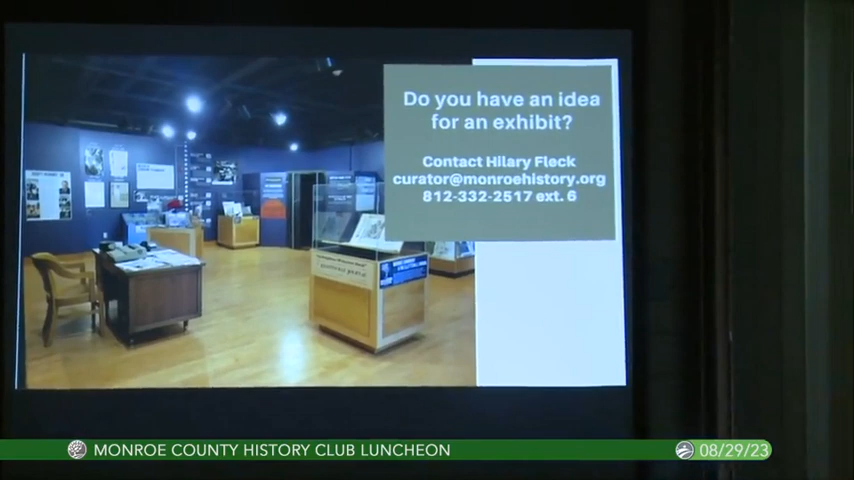 Do you have an idea
for an exhibit?
Contact Hilary Fleck
curator@monroehistory.org
812-332-2517 ext. 6
MONROE COUNTY HISTORY CLUB LUNCHEON
08/29/23